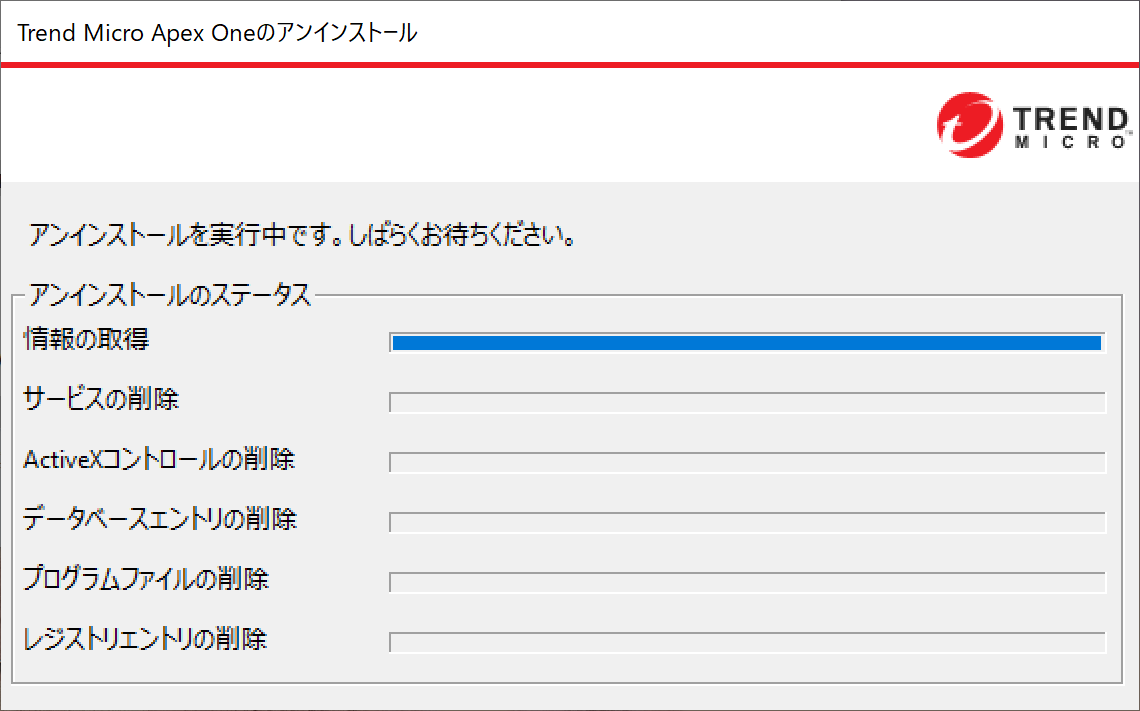 Trend Micro Apex Oneのアンインストール
TREND
MICRO™
アンインストールを実行中です。しばらくお待ちください。
アンインストールのステータス
情報の取得
サービスの削除
ActiveXコントロールの削除
データベースエントリの削除
プログラムファイルの削除
レジストリエントリの削除